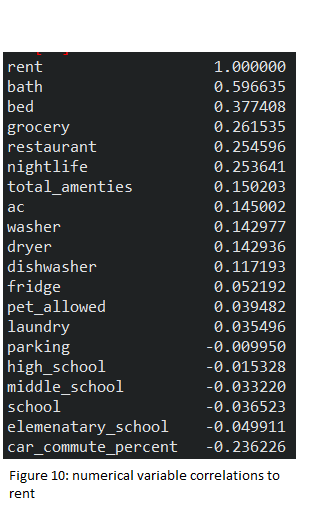 rent 1.000000
bath 0.596635
bed 0.377408
grocery 0.261535
restaurant 0.254596
nightlife 0.253641
total_amenties 0.150203
ac 0.145002
washer 0.142977
dryer 0.142936
dishwasher 0.117193
fridge 0.052192
pet_allowed 0.039482
laundry 0.035496
parking -0.009950
high_school -0.015328
middle_school -0.033220
school -0.036523
elemenatary_school -0.049911
car_commute_percent -0.236226
Figure 10: numerical variable correlations to
rent